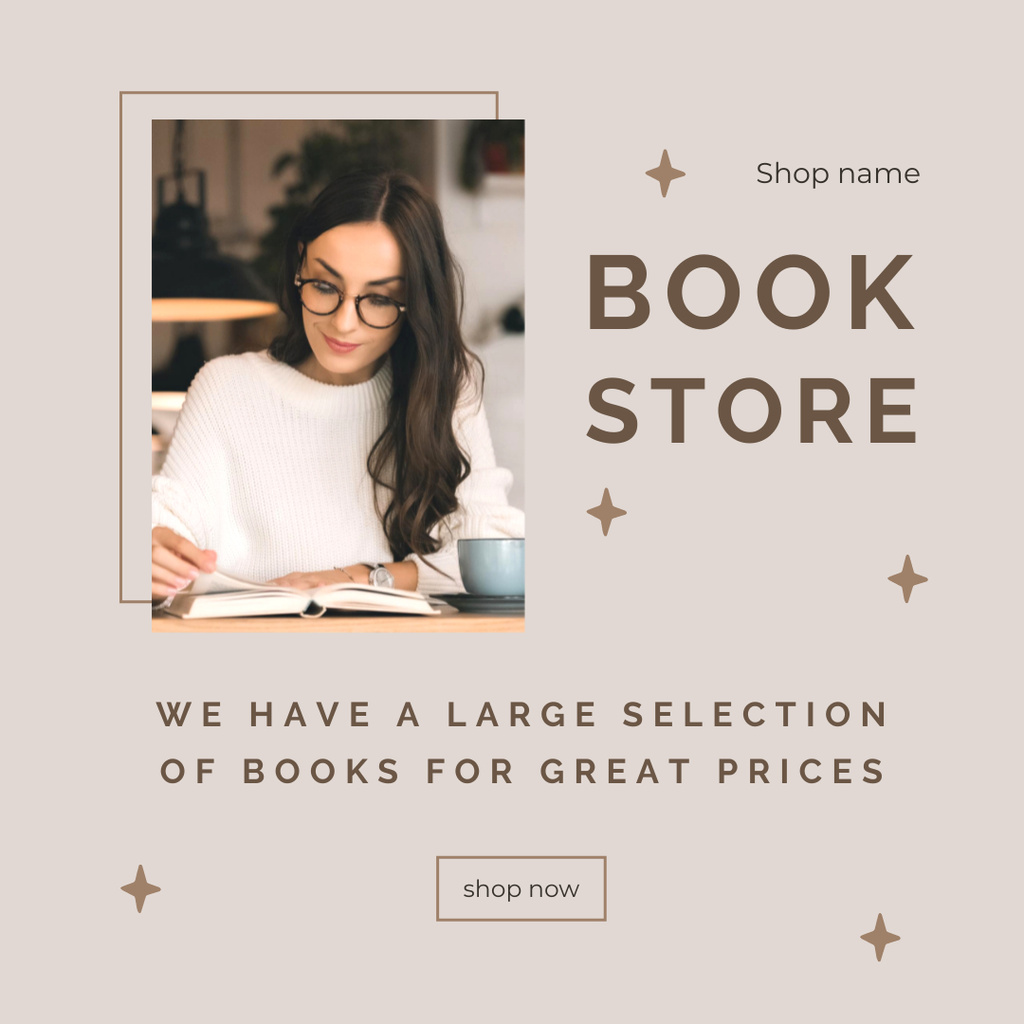 Shop name
BOOK
STORE
WE HAVE A LARGE SELECTION
OF BOOKS FOR GREAT PRICES
shop now